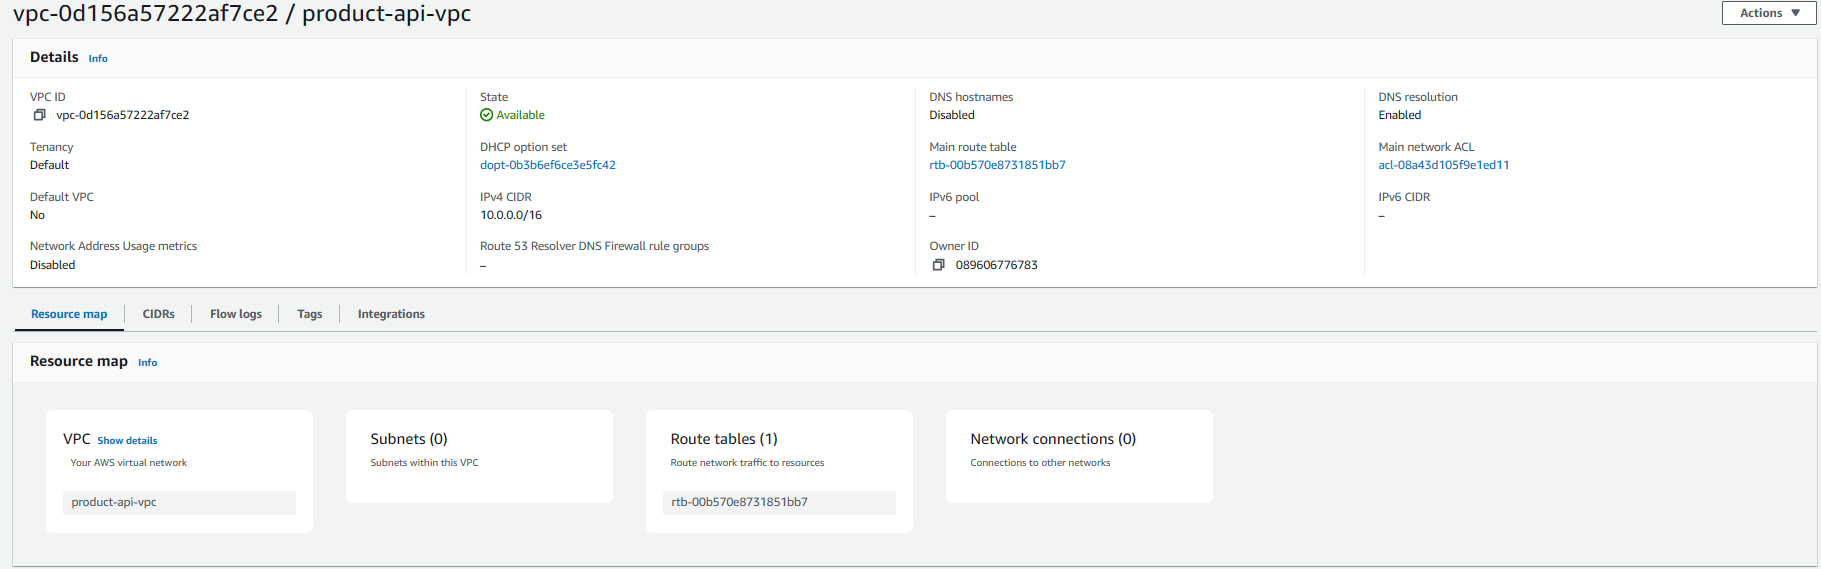 vpc-0d156a57222af7ce2 / product-api-vpc
Actions
Details Info
VPC ID
vpc-0d156a57222af7ce2
State
Available
DNS hostnames
Disabled
DNS resolution
Enabled
Tenancy
Default
DHCP option set
dopt-0b3b6ef6ce3e5fc42
Main route table
rtb-00b570e8731851bb7
Main network ACL
acl-08a43d105f9e1ed11
Default VPC
No
IPv4 CIDR
10.0.0.0/16
IPv6 pool
–
IPv6 CIDR
–
Network Address Usage metrics
Disabled
Route 53 Resolver DNS Firewall rule groups
–
Owner ID
089606776783
Resource map
CIDRs
Flow logs
Tags
Integrations
Resource map Info
VPC Show details
Your AWS virtual network
product-api-vpc
Subnets (0)
Subnets within this VPC
Route tables (1)
Route network traffic to resources
rtb-00b570e8731851bb7
Network connections (0)
Connections to other networks